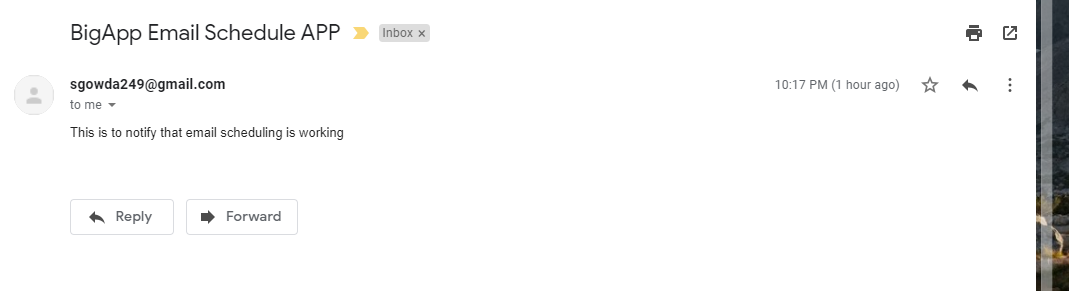 BigApp Email Schedule APP Inbox ×
sgowda249@gmail.com 10:17 PM (1 hour ago)
to me
This is to notify that email scheduling is working
Reply Forward